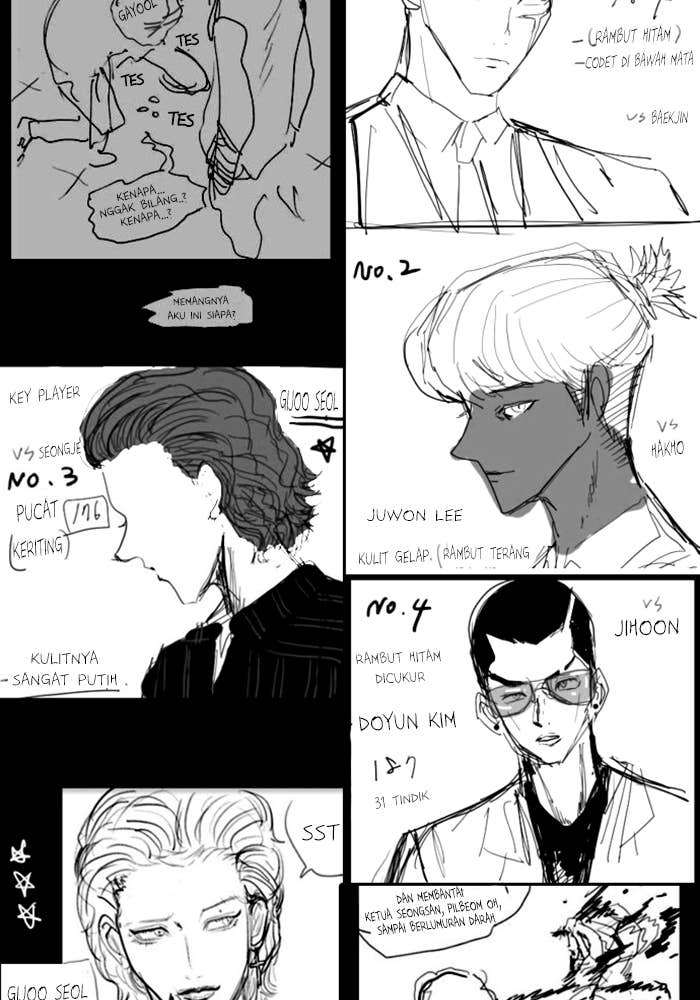 GAYOOL
TES
TES
TES
KENAPA...
NGGAK BILANG..?
KENAPA...?
MEMANGNYA
AKU INI SIAPA?
-(RAMBUT HITAM)
-CODET DI BAWAH MATA
VS BAEKJIN
NO.2
VS
HAKHO
JUWON LEE
KULIT GELAP. (RAMBUT TERANG
KEY PLAYER
GIJOO SEOL
VS SEONGJE
NO.3
PUCAT 176
(KERITING)
KULITNYA
- SANGAT PUTIH .
NO.4
VS
JIHOON
RAMBUT HITAM
DICUKUR
DOYUN KIM
187
31 TINDIK
SST
GIJOO SEOL
DAN MEMBANTAI
KETUA SEONGSAN, PILBEOM OH,
SAMPAI BERLUMURAN DARAH.